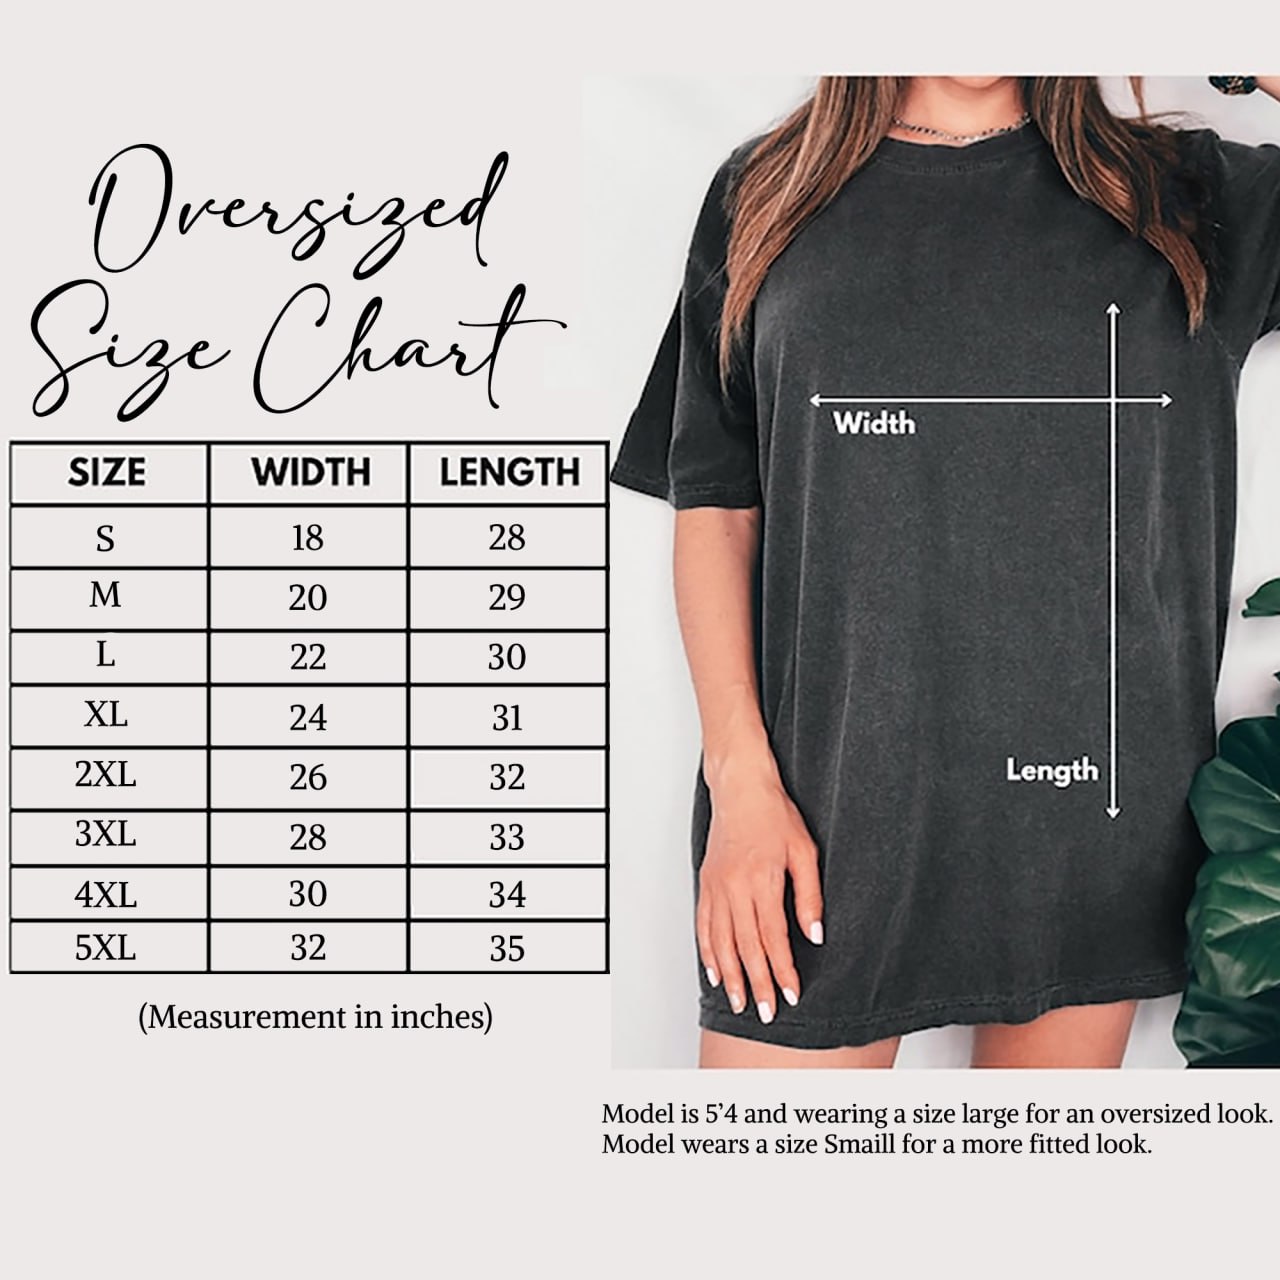 Oversized
Size Chart
SIZE WIDTH LENGTH
S 18 28
M 20 29
L 22 30
XL 24 31
2XL 26 32
3XL 28 33
4XL 30 34
5XL 32 35
(Measurement in inches)
Width
Length
Model is 5’4 and wearing a size large for an oversized look.
Model wears a size Smaill for a more fitted look.